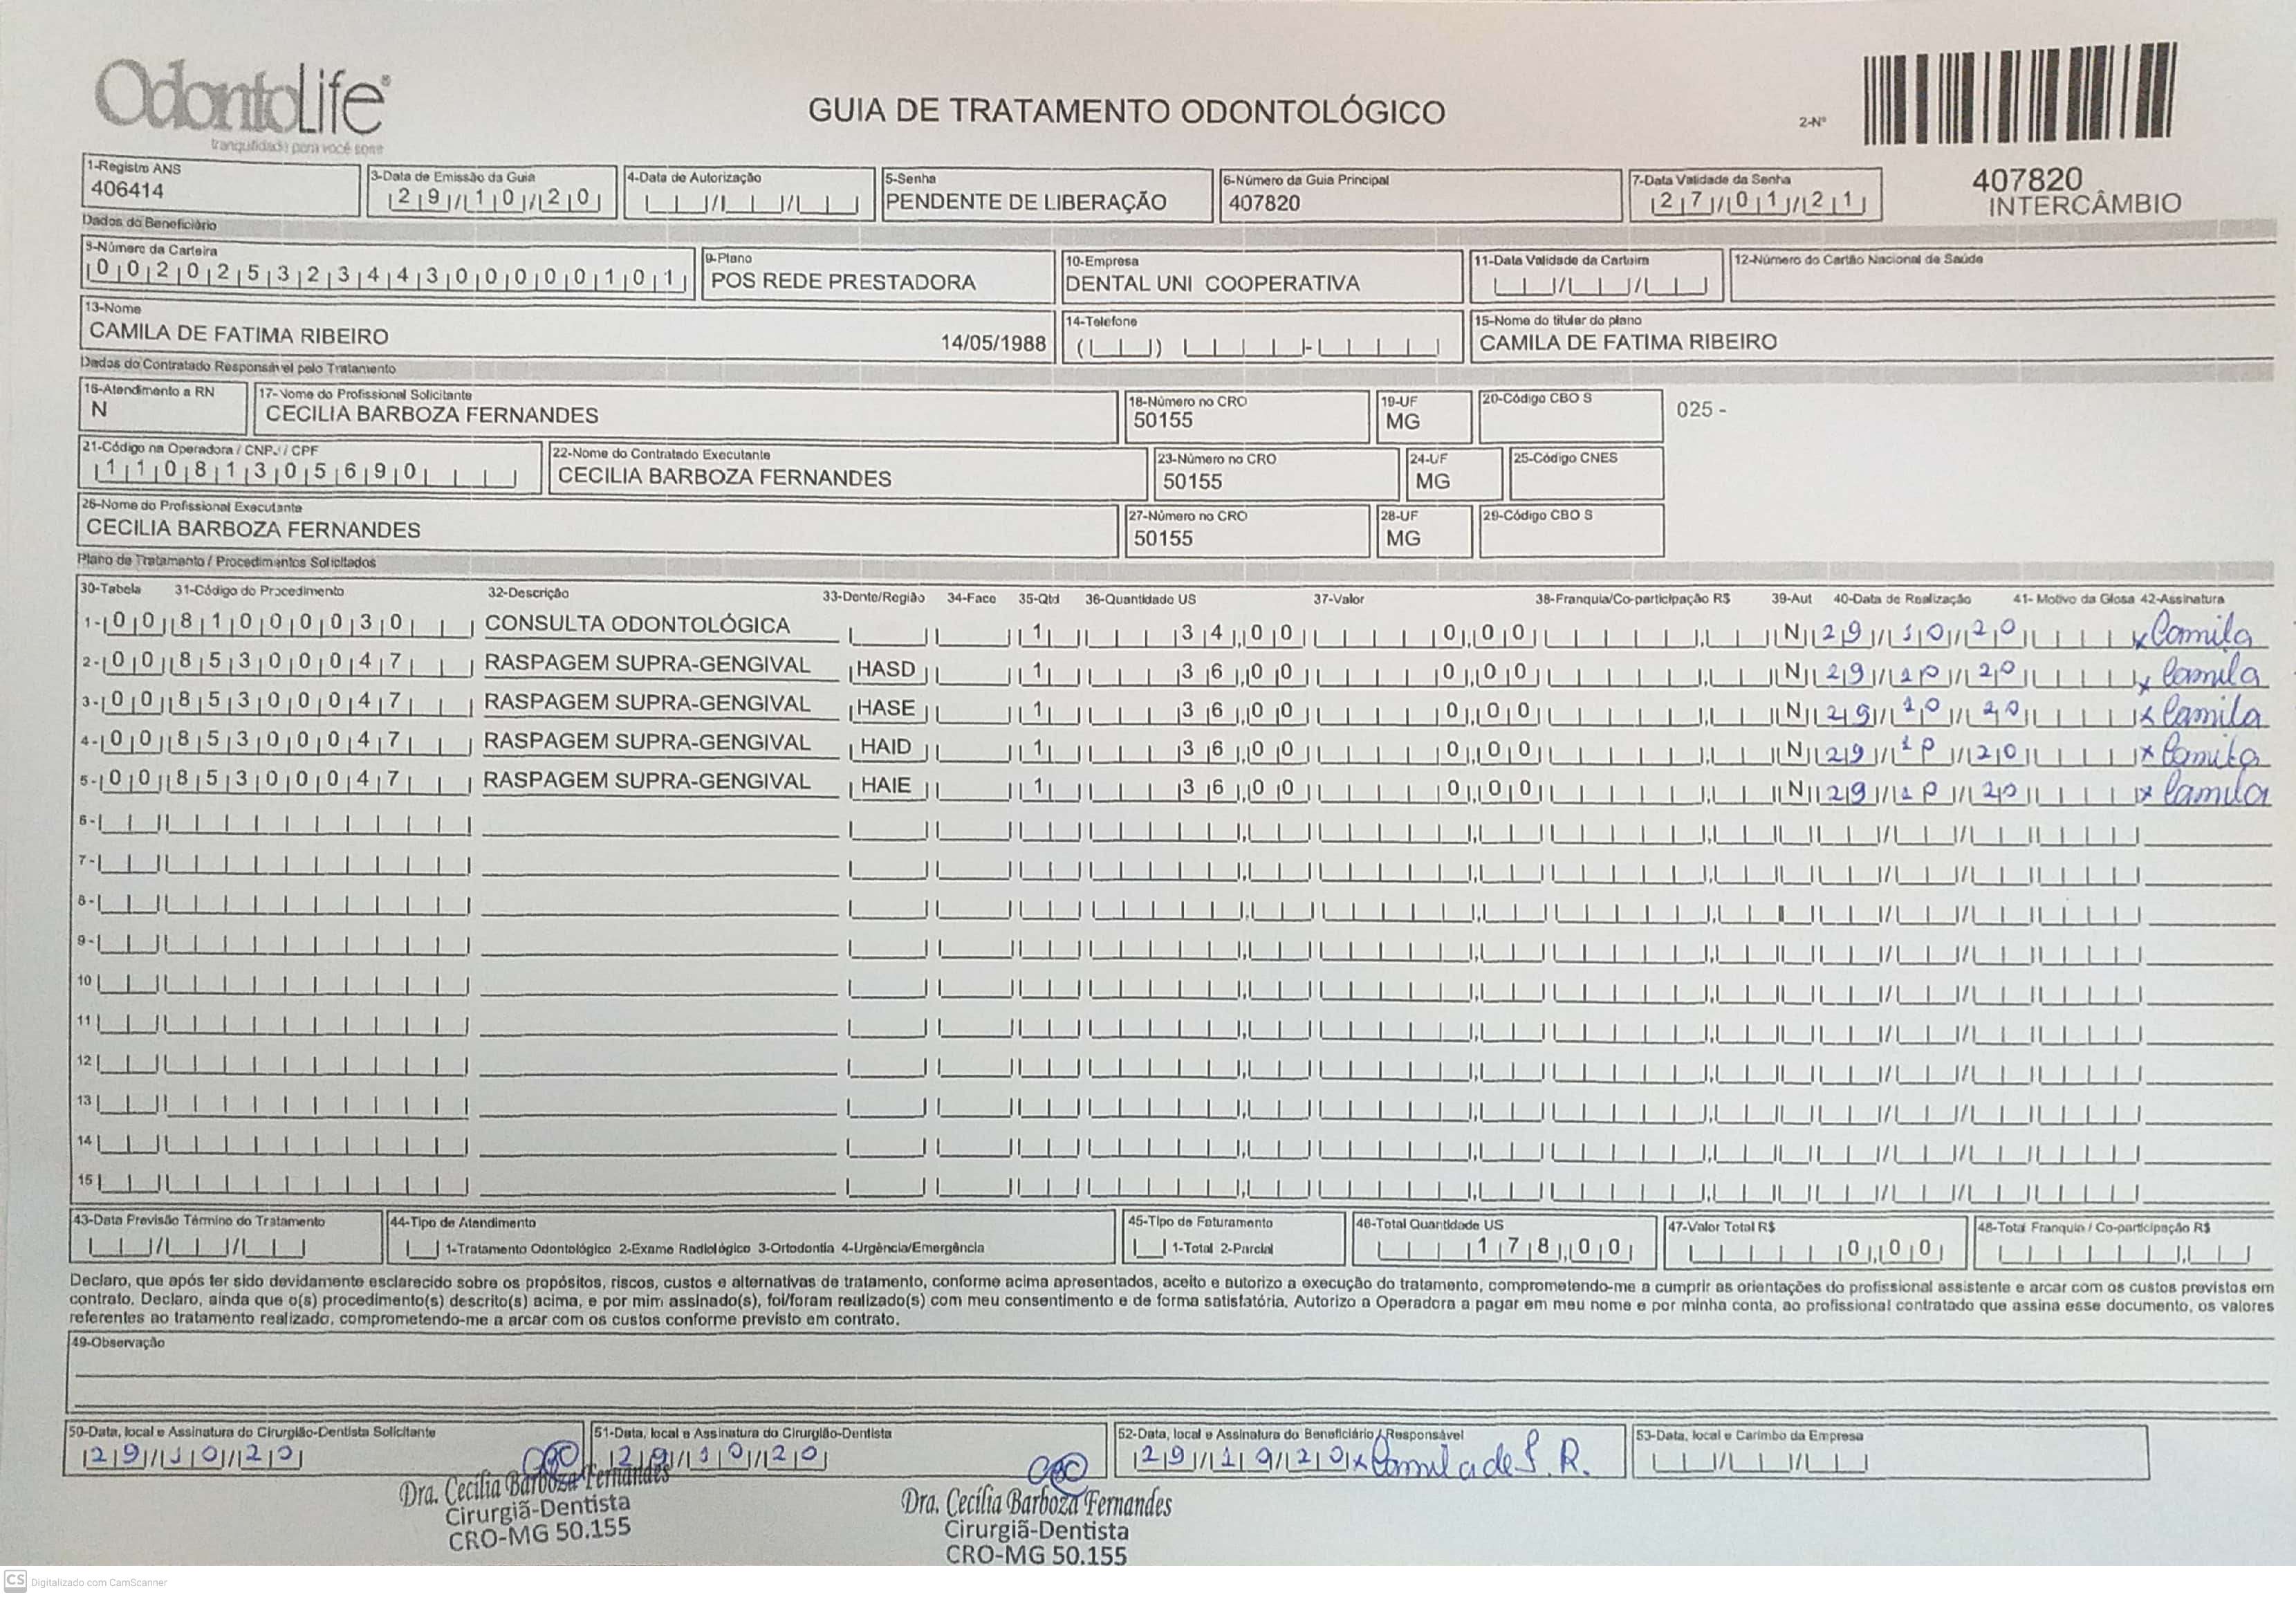 OdontoLife®
tranquilidade para você sorrir
GUIA DE TRATAMENTO ODONTOLÓGICO
2-Nº
407820
INTERCÂMBIO
1-Registro ANS
406414
3-Data de Emissão da Guia
29/10/20
4-Data de Autorização
5-Senha
PENDENTE DE LIBERAÇÃO
6-Número da Guia Principal
407820
7-Data Validade da Senha
27/01/21
Dados do Beneficiário
8-Número da Carteira
00202532344300000101
9-Plano
POS REDE PRESTADORA
10-Empresa
DENTAL UNI COOPERATIVA
11-Data Validade da Carteira
12-Número do Cartão Nacional de Saúde
13-Nome
CAMILA DE FATIMA RIBEIRO 14/05/1988
14-Telefone
15-Nome do titular do plano
CAMILA DE FATIMA RIBEIRO
Dados do Contratado Responsável pelo Tratamento
16-Atendimento a RN
N
17-Nome do Profissional Solicitante
CECILIA BARBOZA FERNANDES
18-Número no CRO
50155
19-UF
MG
20-Código CBO S
025 -
21-Código na Operadora / CNPJ / CPF
11081305690
22-Nome do Contratado Executante
CECILIA BARBOZA FERNANDES
23-Número no CRO
50155
24-UF
MG
25-Código CNES
26-Nome do Profissional Executante
CECILIA BARBOZA FERNANDES
27-Número no CRO
50155
28-UF
MG
29-Código CBO S
Plano de Tratamento / Procedimentos Solicitados
30-Tabela 31-Código do Procedimento 32-Descrição 33-Dente/Região 34-Face 35-Qtd 36-Quantidade US 37-Valor 38-Franquia/Co-participação R$ 39-Aut 40-Data de Realização 41- Motivo da Glosa 42-Assinatura
1- 00 81000030 CONSULTA ODONTOLÓGICA 1 34,00 0,00 N 29/10/20 x Camila
2- 00 85300047 RASPAGEM SUPRA-GENGIVAL HASD 1 36,00 0,00 N 29/10/20 x Camila
3- 00 85300047 RASPAGEM SUPRA-GENGIVAL HASE 1 36,00 0,00 N 29/10/20 x Camila
4- 00 85300047 RASPAGEM SUPRA-GENGIVAL HAID 1 36,00 0,00 N 29/10/20 x Camila
5- 00 85300047 RASPAGEM SUPRA-GENGIVAL HAIE 1 36,00 0,00 N 29/10/20 x Camila
6-
7-
8-
9-
10
11
12
13
14
15
43-Data Previsão Término do Tratamento
44-Tipo de Atendimento
1-Tratamento Odontológico 2-Exame Radiológico 3-Ortodontia 4-Urgência/Emergência
45-Tipo de Faturamento
1-Total 2-Parcial
46-Total Quantidade US
178,00
47-Valor Total R$
0,00
48-Total Franquia / Co-participação R$
Declaro, que após ter sido devidamente esclarecido sobre os propósitos, riscos, custos e alternativas de tratamento, conforme acima apresentados, aceito e autorizo a execução do tratamento, comprometendo-me a cumprir as orientações do profissional assistente e arcar com os custos previstos em
contrato. Declaro, ainda que o(s) procedimento(s) descrito(s) acima, e por mim assinado(s), foi/foram realizado(s) com meu consentimento e de forma satisfatória. Autorizo a Operadora a pagar em meu nome e por minha conta, ao profissional contratado que assina esse documento, os valores
referentes ao tratamento realizado, comprometendo-me a arcar com os custos conforme previsto em contrato.
49-Observação
50-Data, local e Assinatura do Cirurgião-Dentista Solicitante
29/10/20
51-Data, local e Assinatura do Cirurgião-Dentista
29/10/20
52-Data, local e Assinatura do Beneficiário / Responsável
29/10/20 x Camila de F. R.
53-Data, local e Carimbo da Empresa
Dra. Cecília Barboza Fernandes
Cirurgiã-Dentista
CRO-MG 50.155
Dra. Cecília Barboza Fernandes
Cirurgiã-Dentista
CRO-MG 50.155
CS Digitalizado com CamScanner